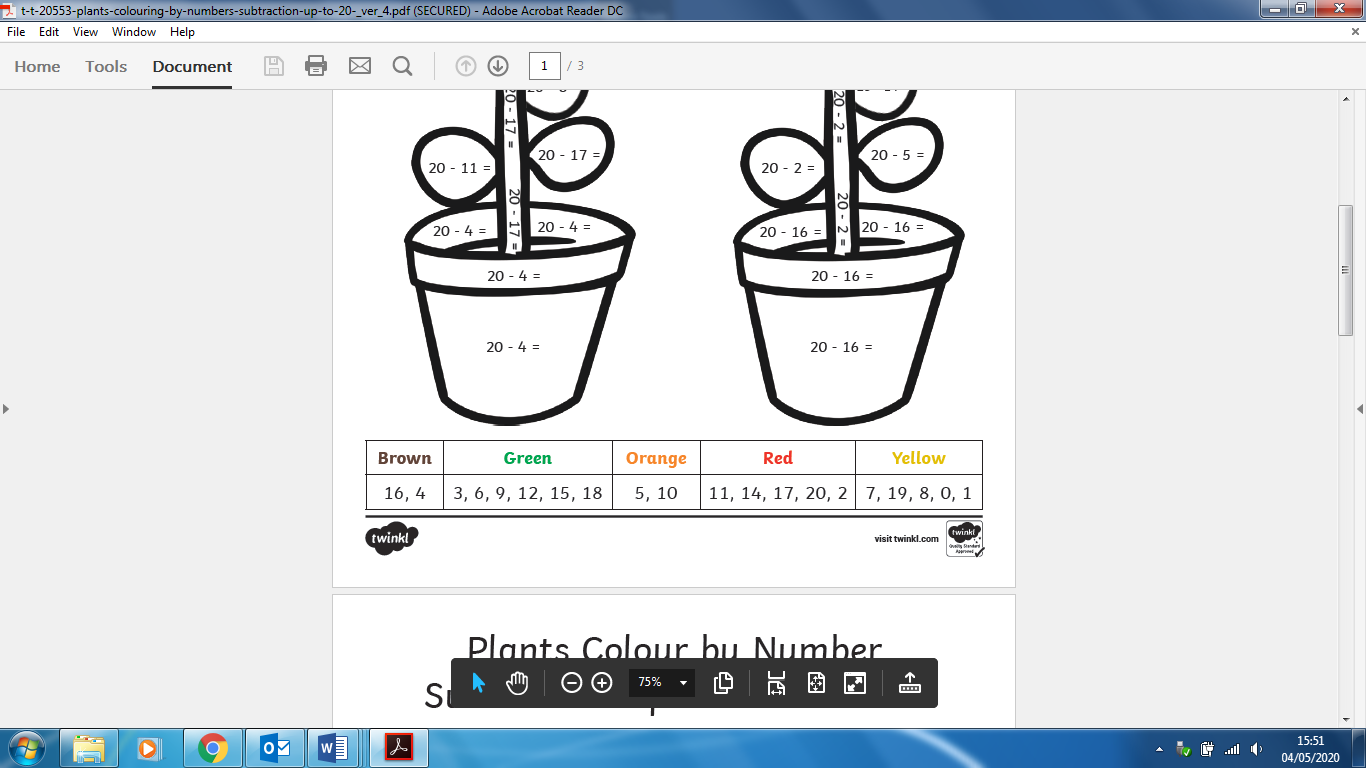 t-t-20553-plants-colouring-by-numbers-subtraction-up-to-20-_ver_4.pdf (SECURED) - Adobe Acrobat Reader DC
File Edit View Window Help
Home Tools Document 1 / 3
20 - 17 =
20 - 11 =
20 - 17 =
20 - 17 =
20 - 4 =
20 - 4 =
20 - 4 =
20 - 4 =
20 - 2 =
20 - 2 =
20 - 5 =
20 - 2 =
20 - 16 =
20 - 16 =
20 - 16 =
20 - 16 =
Brown Green Orange Red Yellow
16, 4 3, 6, 9, 12, 15, 18 5, 10 11, 14, 17, 20, 2 7, 19, 8, 0, 1
twinkl
visit twinkl.com
twinkl
Quality Standard
Approved
Plants Colour by Number
75%
15:51
04/05/2020